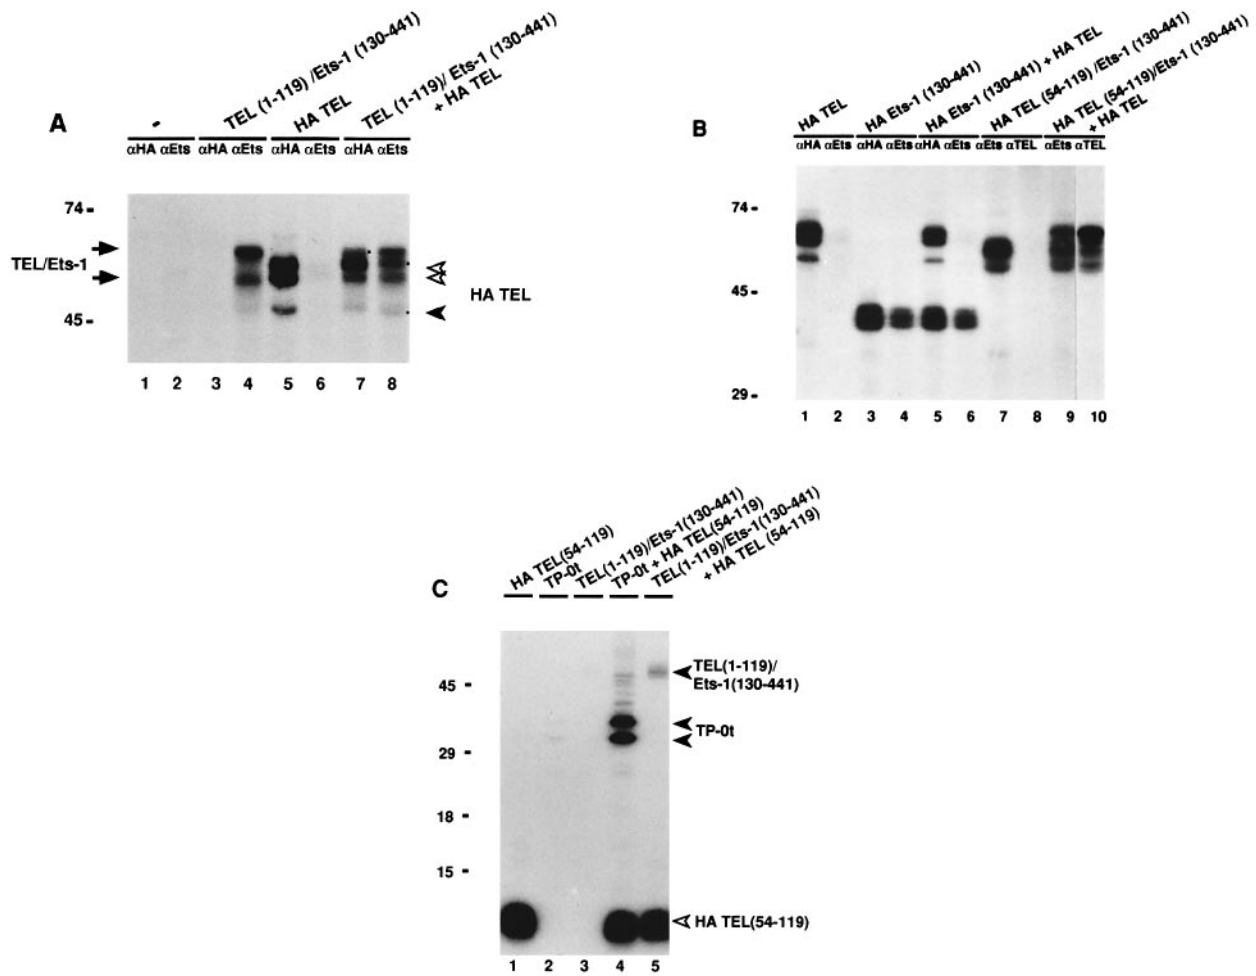 A
-
TEL (1-119) /Ets-1 (130-441)
HA TEL
TEL (1-119)/ Ets-1 (130-441)
+ HA TEL
αHA αEts αHA αEts αHA αEts αHA αEts
74
TEL/Ets-1
45
HA TEL
1 2 3 4 5 6 7 8
B
HA TEL
HA Ets-1 (130-441)
HA Ets-1 (130-441) + HA TEL
HA TEL (54-119) /Ets-1 (130-441)
HA TEL (54-119)/Ets-1 (130-441)
+ HA TEL
αHA αEts αHA αEts αHA αEts αEts αTEL αEts αTEL
74
45
29
1 2 3 4 5 6 7 8 9 10
C
HA TEL(54-119)
TP-0t
TEL(1-119)/Ets-1(130-441)
TP-0t + HA TEL(54-119)
TEL(1-119)/Ets-1(130-441)
+ HA TEL (54-119)
TEL(1-119)/
Ets-1(130-441)
45
TP-0t
29
18
15
HA TEL(54-119)
1 2 3 4 5